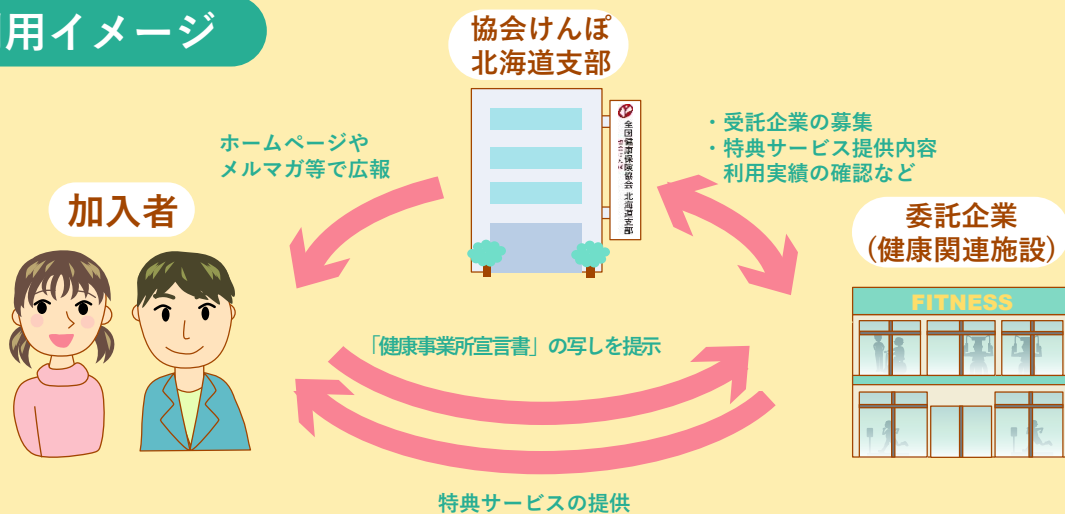 用イメージ
協会けんぽ
北海道支部
全国健康保険協会 北海道支部
協会けんぽ
ホームページや
メルマガ等で広報
・受託企業の募集
・特典サービス提供内容
利用実績の確認など
加入者
委託企業
(健康関連施設)
FITNESS
「健康事業所宣言書」の写しを提示
特典サービスの提供